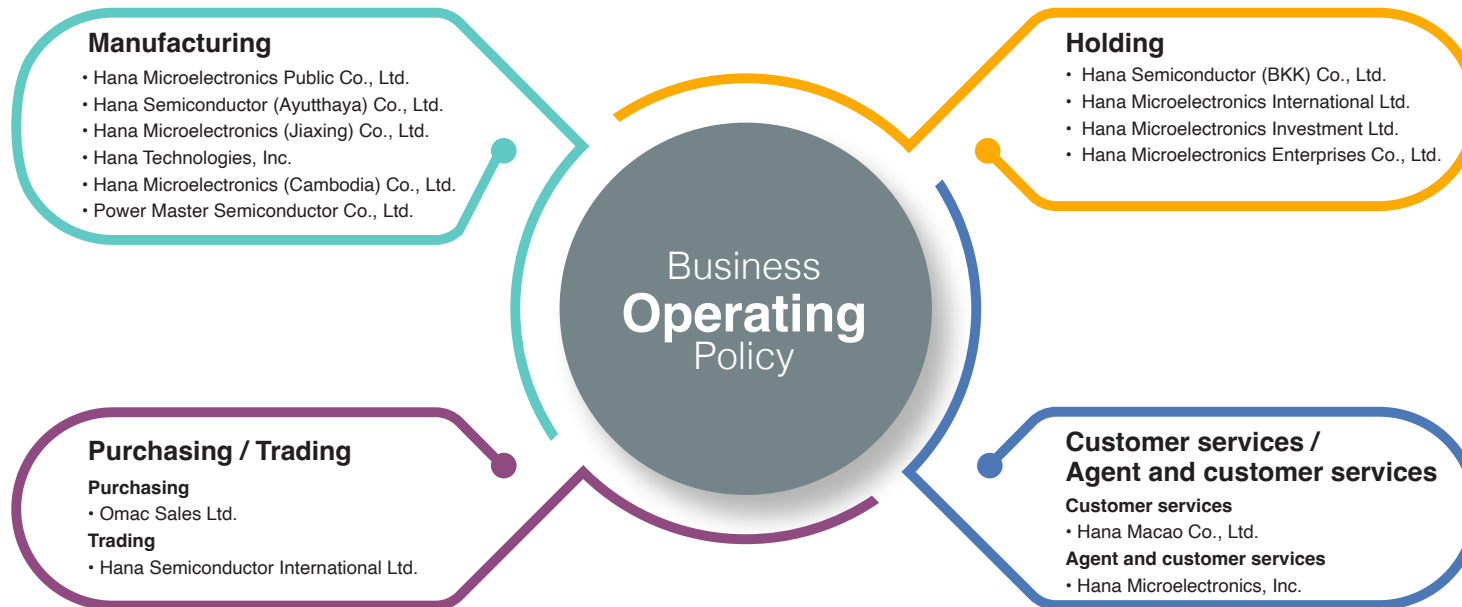 Manufacturing
• Hana Microelectronics Public Co., Ltd.
• Hana Semiconductor (Ayutthaya) Co., Ltd.
• Hana Microelectronics (Jiaxing) Co., Ltd.
• Hana Technologies, Inc.
• Hana Microelectronics (Cambodia) Co., Ltd.
• Power Master Semiconductor Co., Ltd.
Holding
• Hana Semiconductor (BKK) Co., Ltd.
• Hana Microelectronics International Ltd.
• Hana Microelectronics Investment Ltd.
• Hana Microelectronics Enterprises Co., Ltd.
Business
Operating
Policy
Purchasing / Trading
Purchasing
• Omac Sales Ltd.
Trading
• Hana Semiconductor International Ltd.
Customer services /
Agent and customer services
Customer services
• Hana Macao Co., Ltd.
Agent and customer services
• Hana Microelectronics, Inc.